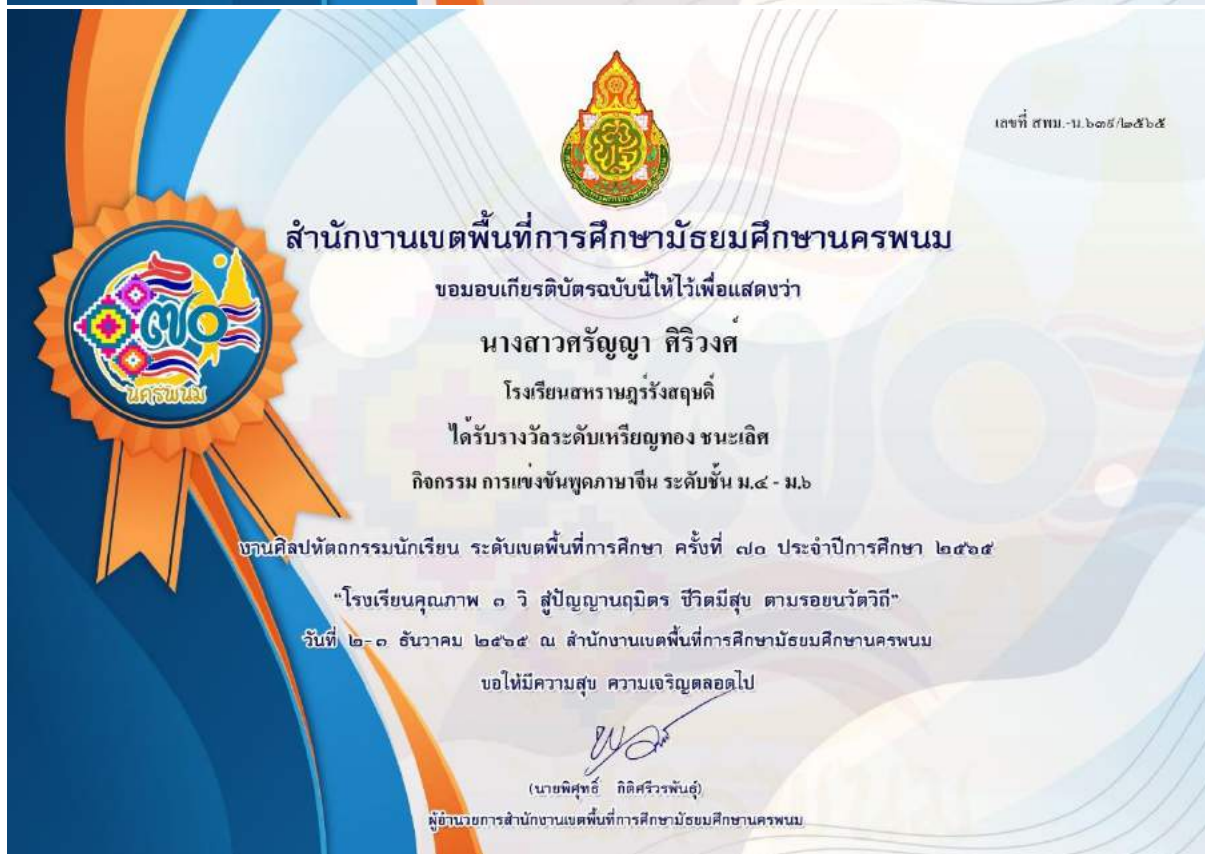 เลขที่ สพม.-น.๖๓๙/๒๕๖๕
สำนักงานเขตพื้นที่การศึกษามัธยมศึกษานครพนม
ขอมอบเกียรติบัตรฉบับนี้ให้ไว้เพื่อแสดงว่า
นางสาวศรัญญา ศิริวงศ์
โรงเรียนสหราษฎร์รังสฤษดิ์
ได้รับรางวัลระดับเหรียญทอง ชนะเลิศ
กิจกรรม การแข่งขันพูดภาษาจีน ระดับชั้น ม.๔ - ม.๖
๗๐
นครพนม
งานศิลปหัตถกรรมนักเรียน ระดับเขตพื้นที่การศึกษา ครั้งที่ ๗๐ ประจำปีการศึกษา ๒๕๖๕
“โรงเรียนคุณภาพ ๓ วิ สู่ปัญญานฤมิตร ชีวิตมีสุข ตามรอยนวัตวิถี”
วันที่ ๒-๓ ธันวาคม ๒๕๖๕ ณ สำนักงานเขตพื้นที่การศึกษามัธยมศึกษานครพนม
ขอให้มีความสุข ความเจริญตลอดไป
(นายพิศุทธิ์ กิติศรีวรพันธุ์)
ผู้อำนวยการสำนักงานเขตพื้นที่การศึกษามัธยมศึกษานครพนม